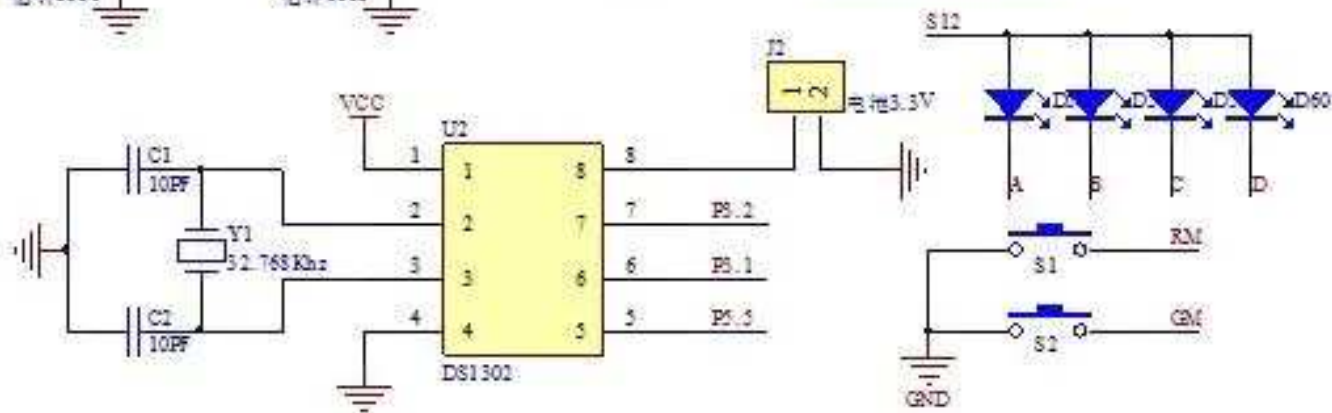 S12
J2
1 2
电池3.3V
D60
VCC
U2
C1
10PF
1 1 8 8
A B C D
2 2 7 7 P3.2
Y1
32.768Khz
RM
S1
3 3 6 6 P3.1
C2
10PF
4 4 5 5
GM
S2
DS1302
GND